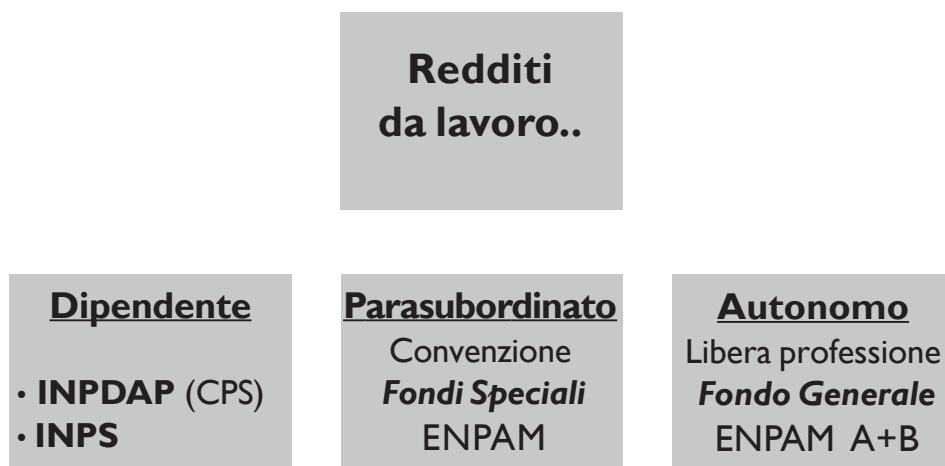 Redditi
da lavoro..
Dipendente
• INPDAP (CPS)
• INPS
Parasubordinato
Convenzione
Fondi Speciali
ENPAM
Autonomo
Libera professione
Fondo Generale
ENPAM A+B